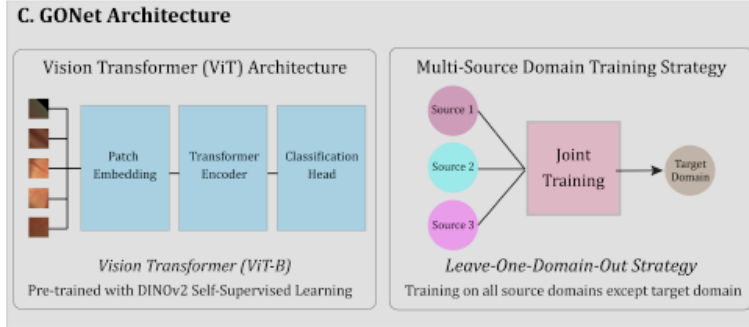 C. GONet Architecture
Vision Transformer (ViT) Architecture
Patch
Embedding
Transformer
Encoder
Classification
Head
Vision Transformer (ViT-B)
Pre-trained with DINOv2 Self-Supervised Learning
Multi-Source Domain Training Strategy
Source 1
Source 2
Source 3
Joint
Training
Target
Domain
Leave-One-Domain-Out Strategy
Training on all source domains except target domain